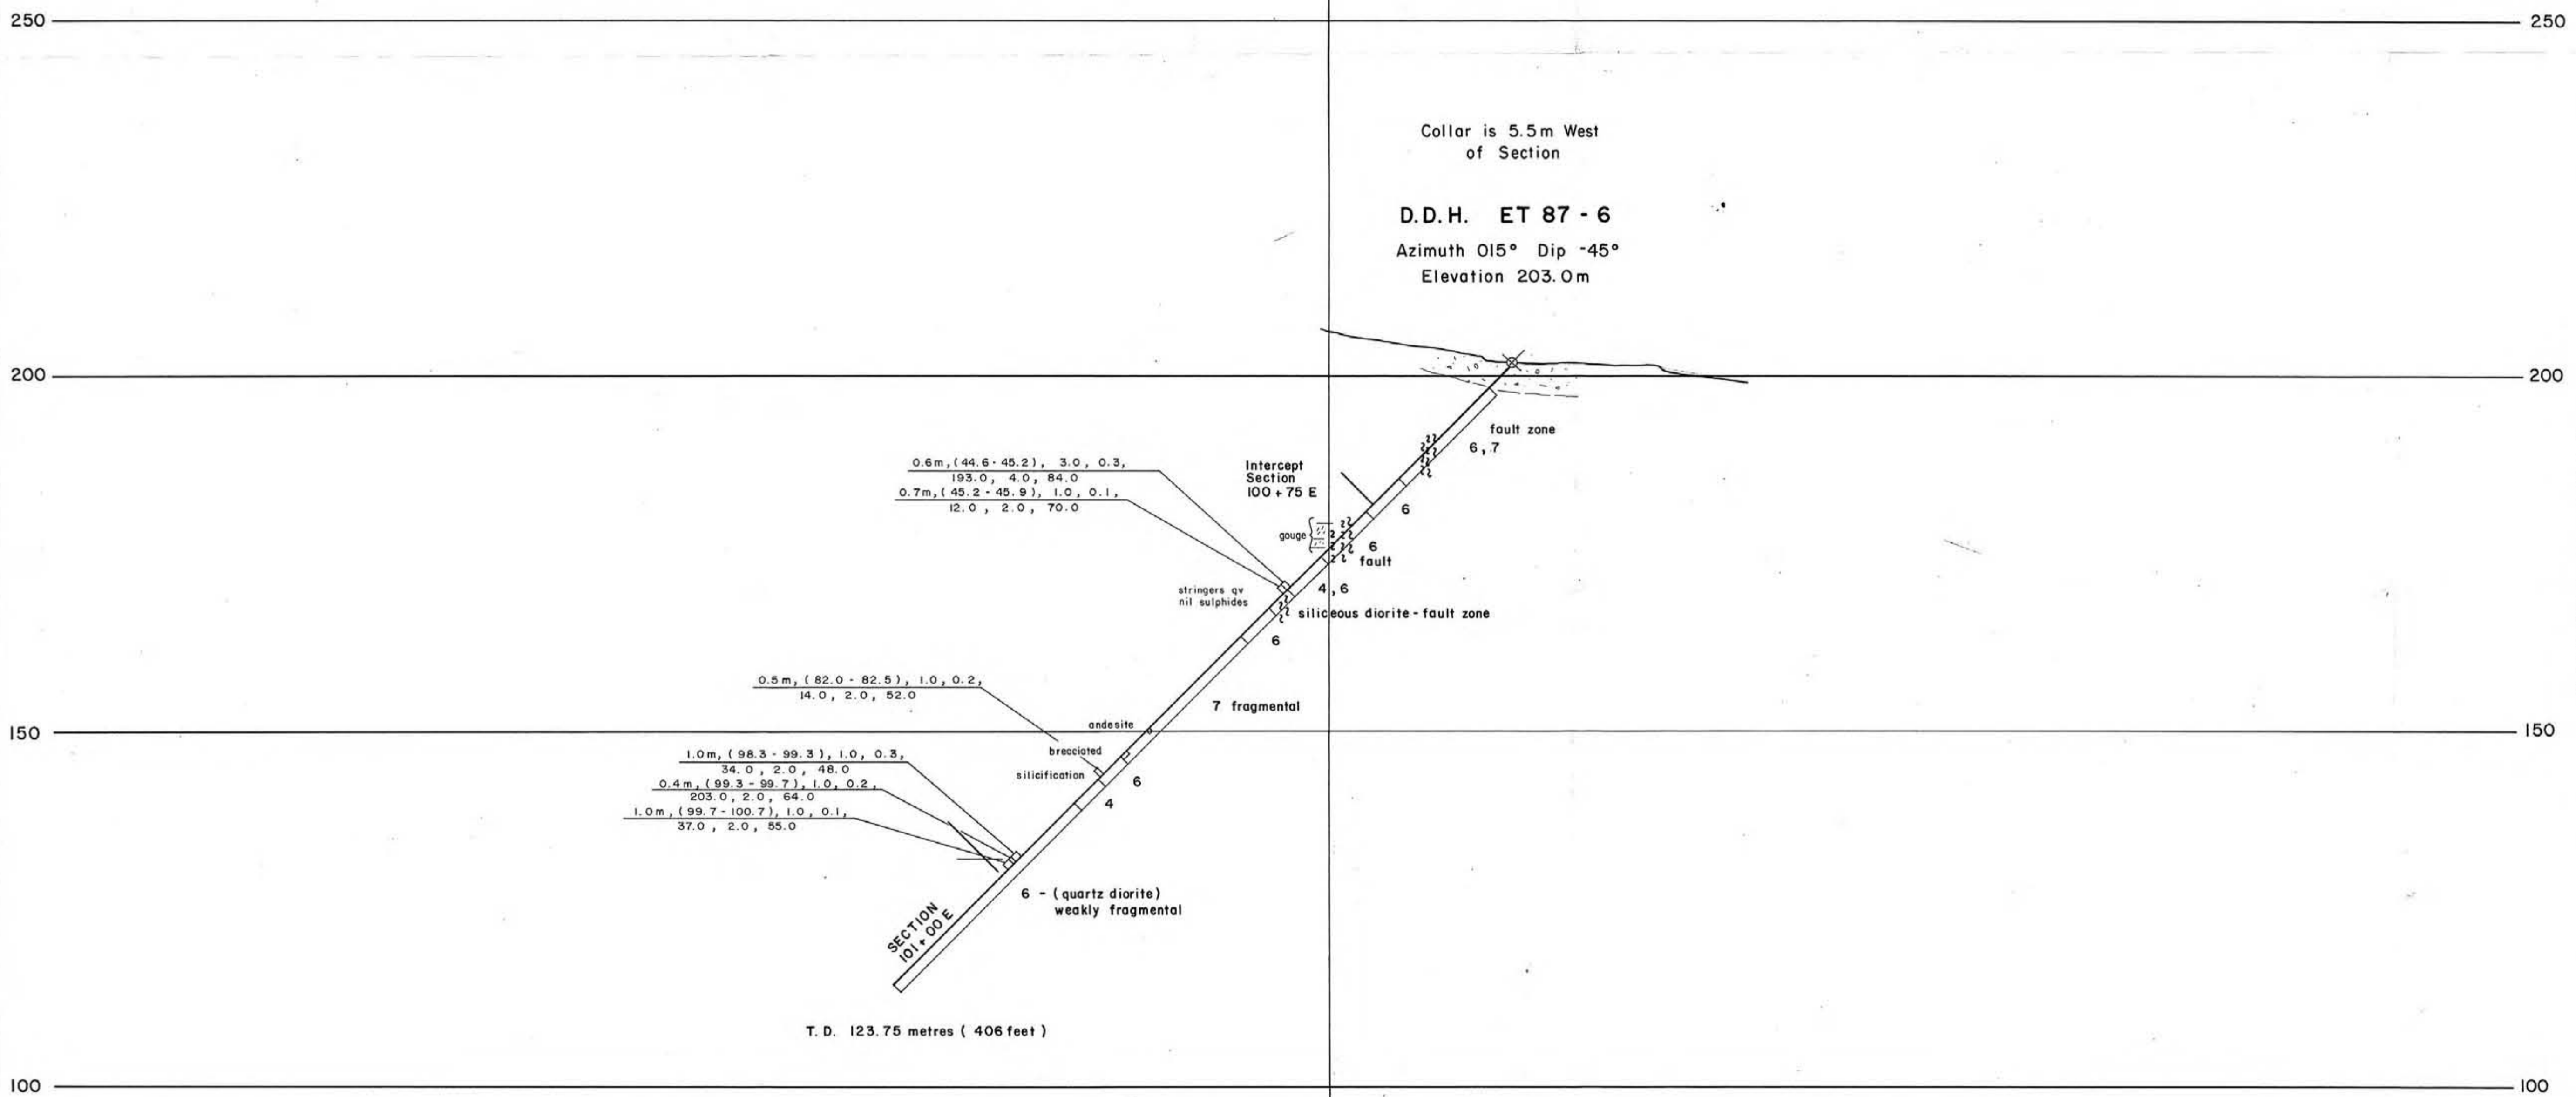 250
250
Collar is 5.5m West
of Section
D.D.H. ET 87 - 6
Azimuth 015° Dip -45°
Elevation 203.0m
200
200
fault zone
6, 7
0.6m, (44.6 - 45.2), 3.0, 0.3,
193.0, 4.0, 84.0
0.7m, (45.2 - 45.9), 1.0, 0.1,
12.0, 2.0, 70.0
Intercept
Section
100 + 75 E
6
gouge
6
fault
stringers qv
nil sulphides
4, 6
siliceous diorite - fault zone
6
0.5m, (82.0 - 82.5), 1.0, 0.2,
14.0, 2.0, 52.0
7 fragmental
andesite
150
150
brecciated
1.0m, (98.3 - 99.3), 1.0, 0.3,
34.0, 2.0, 48.0
silicification
6
0.4m, (99.3 - 99.7), 1.0, 0.2,
203.0, 2.0, 64.0
4
1.0m, (99.7 - 100.7), 1.0, 0.1,
37.0, 2.0, 55.0
6 - (quartz diorite)
weakly fragmental
SECTION
101 + 00 E
T. D. 123.75 metres ( 406 feet )
100
100